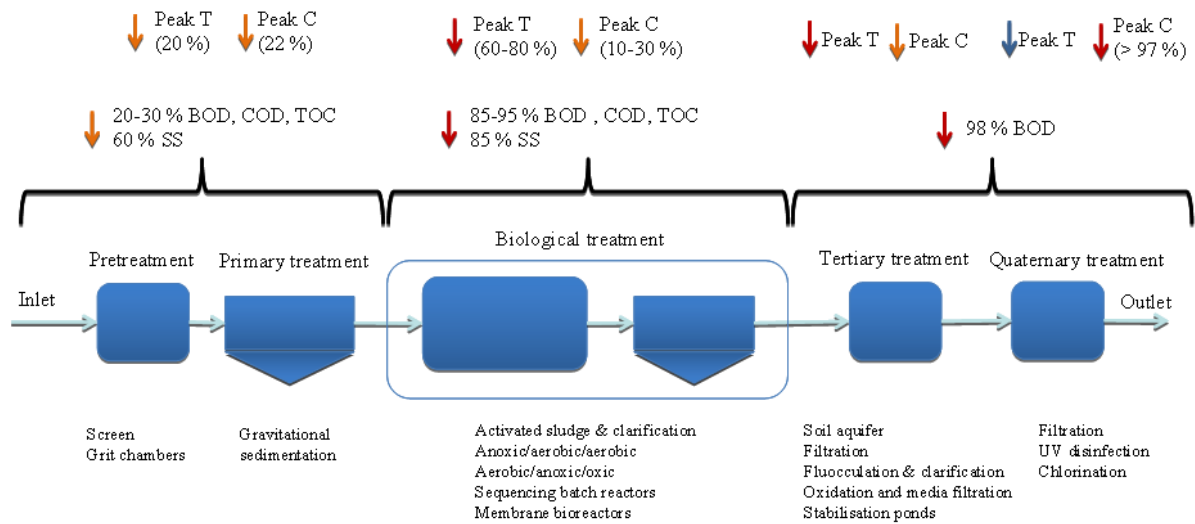 Peak T
(20 %)
Peak C
(22 %)
Peak T
(60-80 %)
Peak C
(10-30 %)
Peak T
Peak C
Peak T
Peak C
(> 97 %)
20-30 % BOD, COD, TOC
60 % SS
85-95 % BOD , COD, TOC
85 % SS
98 % BOD
Biological treatment
Pretreatment
Primary treatment
Tertiary treatment
Quaternary treatment
Inlet
Outlet
Screen
Grit chambers
Gravitational
sedimentation
Activated sludge & clarification
Anoxic/aerobic/aerobic
Aerobic/anoxic/oxic
Sequencing batch reactors
Membrane bioreactors
Soil aquifer
Filtration
Fluocculation & clarification
Oxidation and media filtration
Stabilisation ponds
Filtration
UV disinfection
Chlorination